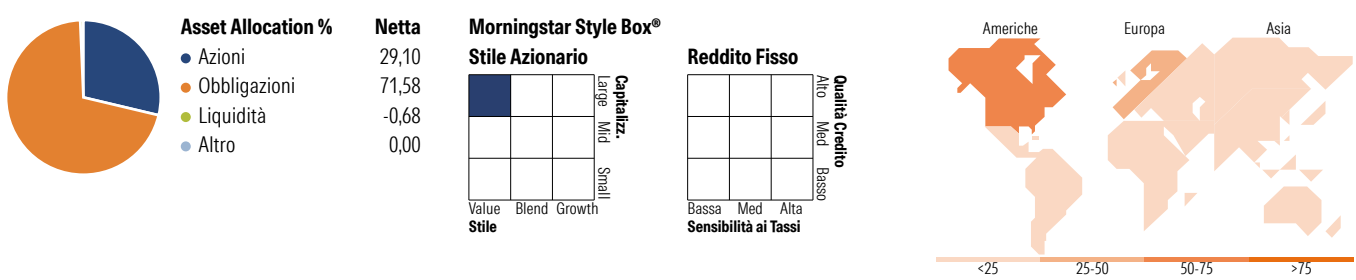 Asset Allocation % Netta
Azioni 29,10
Obbligazioni 71,58
Liquidità -0,68
Altro 0,00
Morningstar Style Box®
Stile Azionario
Large Mid Small
Capitalizz.
Value Blend Growth
Stile
Reddito Fisso
Alto Med Basso
Qualità Credito
Bassa Med Alta
Sensibilità ai Tassi
Americhe Europa Asia
<25 25-50 50-75 >75